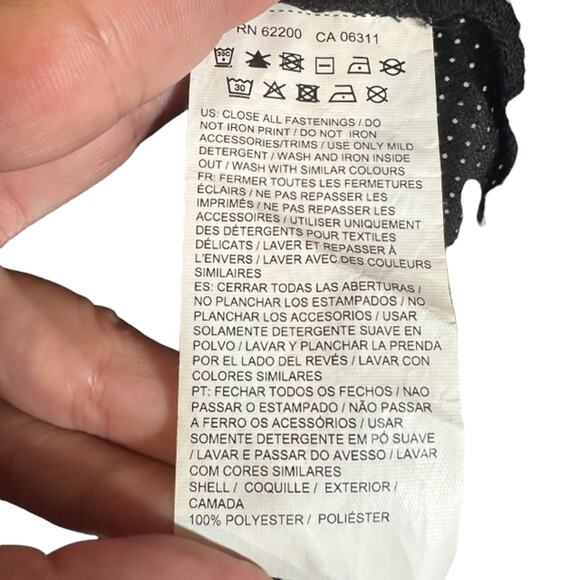 RN 62200 CA 06311
30C
30
US: CLOSE ALL FASTENINGS / DO
NOT IRON PRINT / DO NOT IRON
ACCESSORIES/TRIMS / USE ONLY MILD
DETERGENT / WASH AND IRON INSIDE
OUT / WASH WITH SIMILAR COLOURS
FR: FERMER TOUTES LES FERMETURES
ÉCLAIRS / NE PAS REPASSER LES
IMPRIMÉS / NE PAS REPASSER LES
ACCESSOIRES / UTILISER UNIQUEMENT
DES DÉTERGENTS POUR TEXTILES
DÉLICATS / LAVER ET REPASSER À
L'ENVERS / LAVER AVEC DES COULEURS
SIMILAIRES
ES: CERRAR TODAS LAS ABERTURAS /
NO PLANCHAR LOS ESTAMPADOS / NO
PLANCHAR LOS ACCESORIOS / USAR
SOLAMENTE DETERGENTE SUAVE EN
POLVO / LAVAR Y PLANCHAR LA PRENDA
POR EL LADO DEL REVÉS / LAVAR CON
COLORES SIMILARES
PT: FECHAR TODOS OS FECHOS / NAO
PASSAR O ESTAMPADO / NÃO PASSAR
A FERRO OS ACESSÓRIOS / USAR
SOMENTE DETERGENTE EM PÓ SUAVE
/ LAVAR E PASSAR DO AVESSO / LAVAR
COM CORES SIMILARES
SHELL / COQUILLE / EXTERIOR /
CAMADA
100% POLYESTER / POLIÉSTER